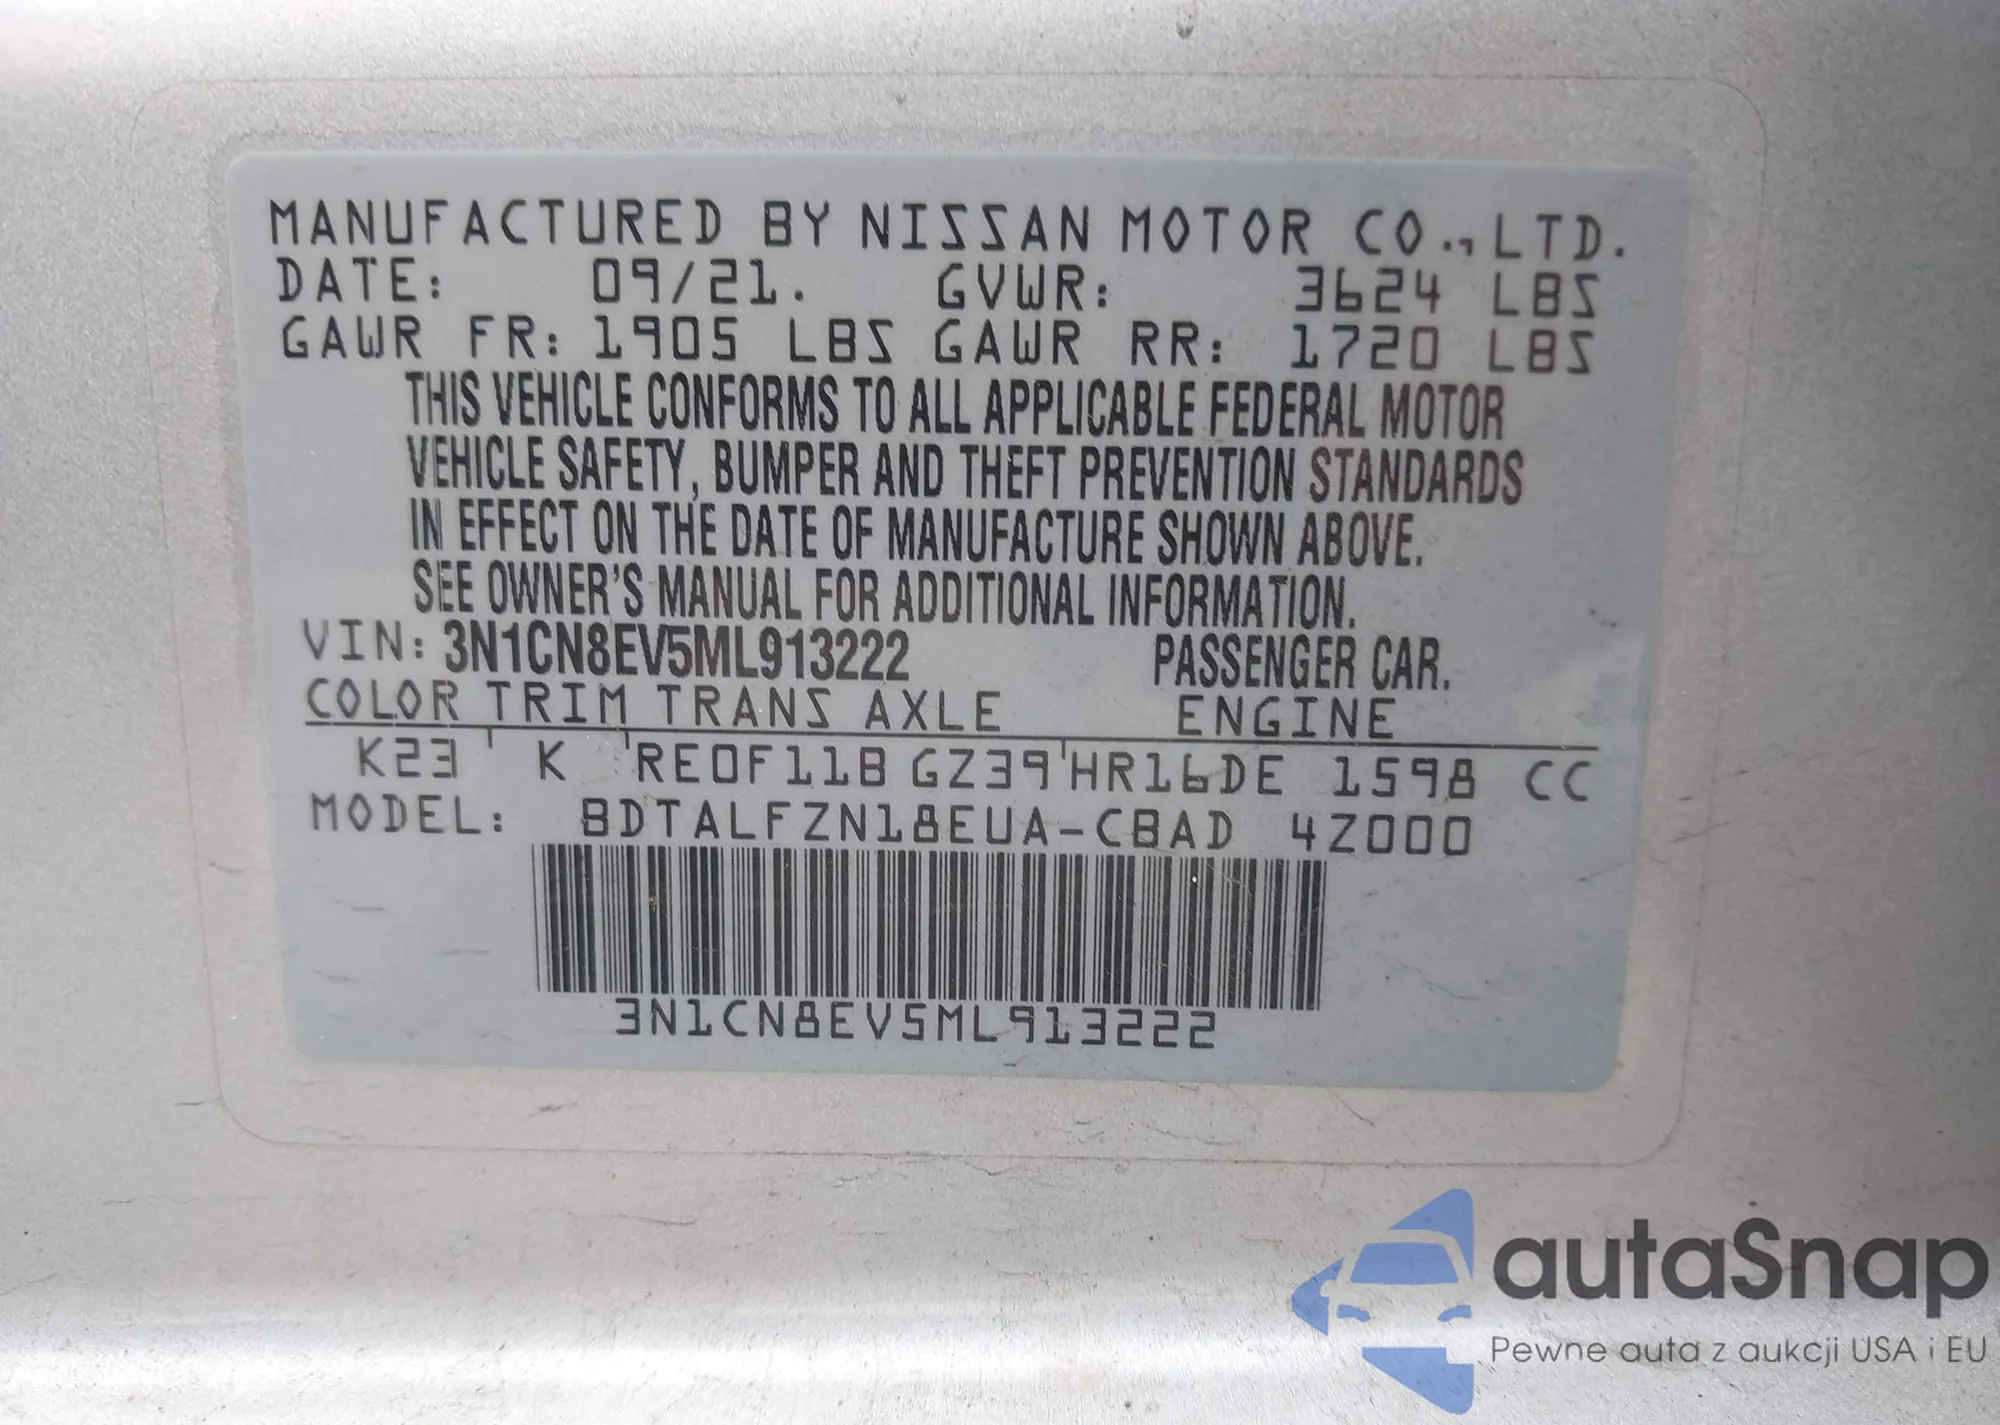 MANUFACTURED BY NISSAN MOTOR CO., LTD.
DATE: 09/21. GVWR: 3624 LBS
GAWR FR: 1905 LBS GAWR RR: 1720 LBS
THIS VEHICLE CONFORMS TO ALL APPLICABLE FEDERAL MOTOR
VEHICLE SAFETY, BUMPER AND THEFT PREVENTION STANDARDS
IN EFFECT ON THE DATE OF MANUFACTURE SHOWN ABOVE.
SEE OWNER'S MANUAL FOR ADDITIONAL INFORMATION.
VIN: 3N1CN8EV5ML913222 PASSENGER CAR.
COLOR TRIM TRANS AXLE ENGINE
K23 ' K 'RE0F11B GZ39'HR16DE 1598 CC
MODEL: BDTALFZN18EUA-CBAD 4Z000
3N1CN8EV5ML913222
autaSnap
Pewne auta z aukcji USA i EU